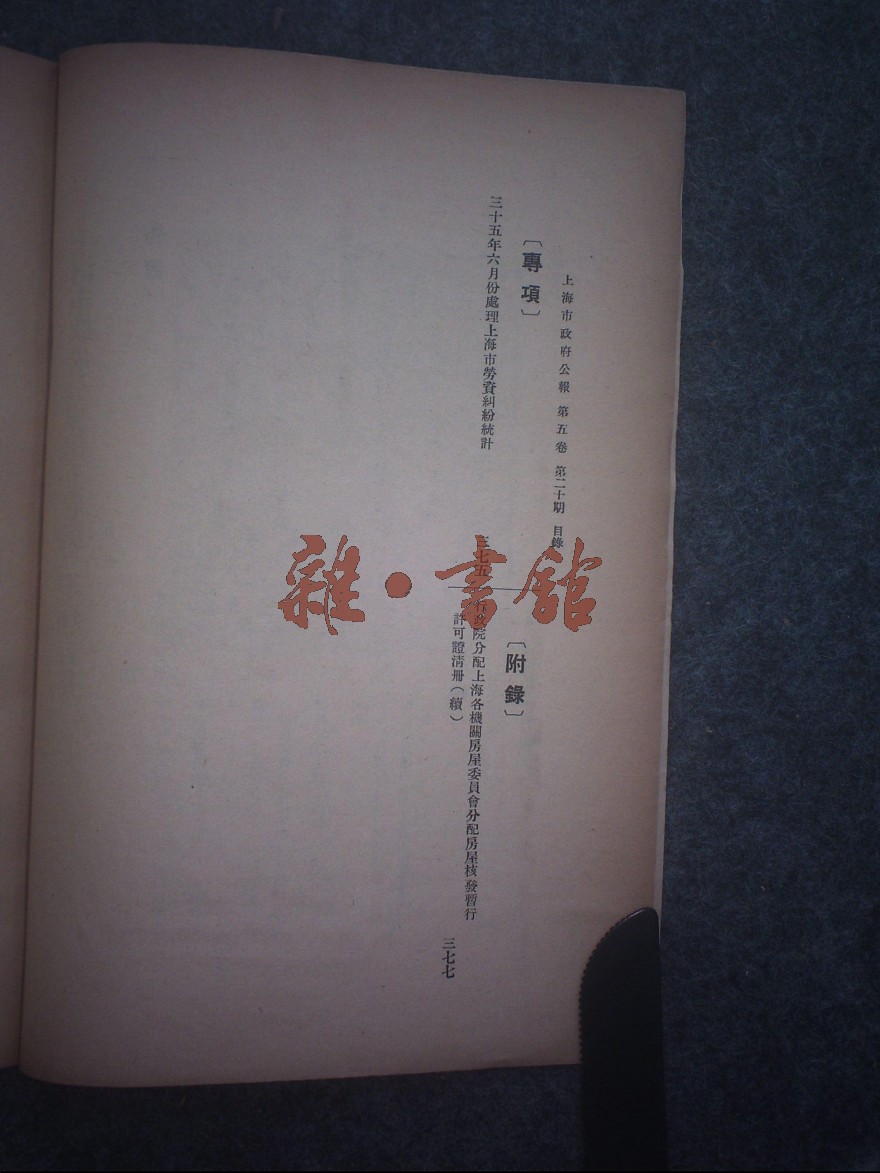 上海市政府公報 第五卷 第二十期 目錄
〔專項〕
三十五年六月份處理上海市勞資糾紛統計 三七五
〔附錄〕
行政院分配上海各機關房屋委員會分配房屋核發暫行
許可證清册(續) 三七七
雜·書館